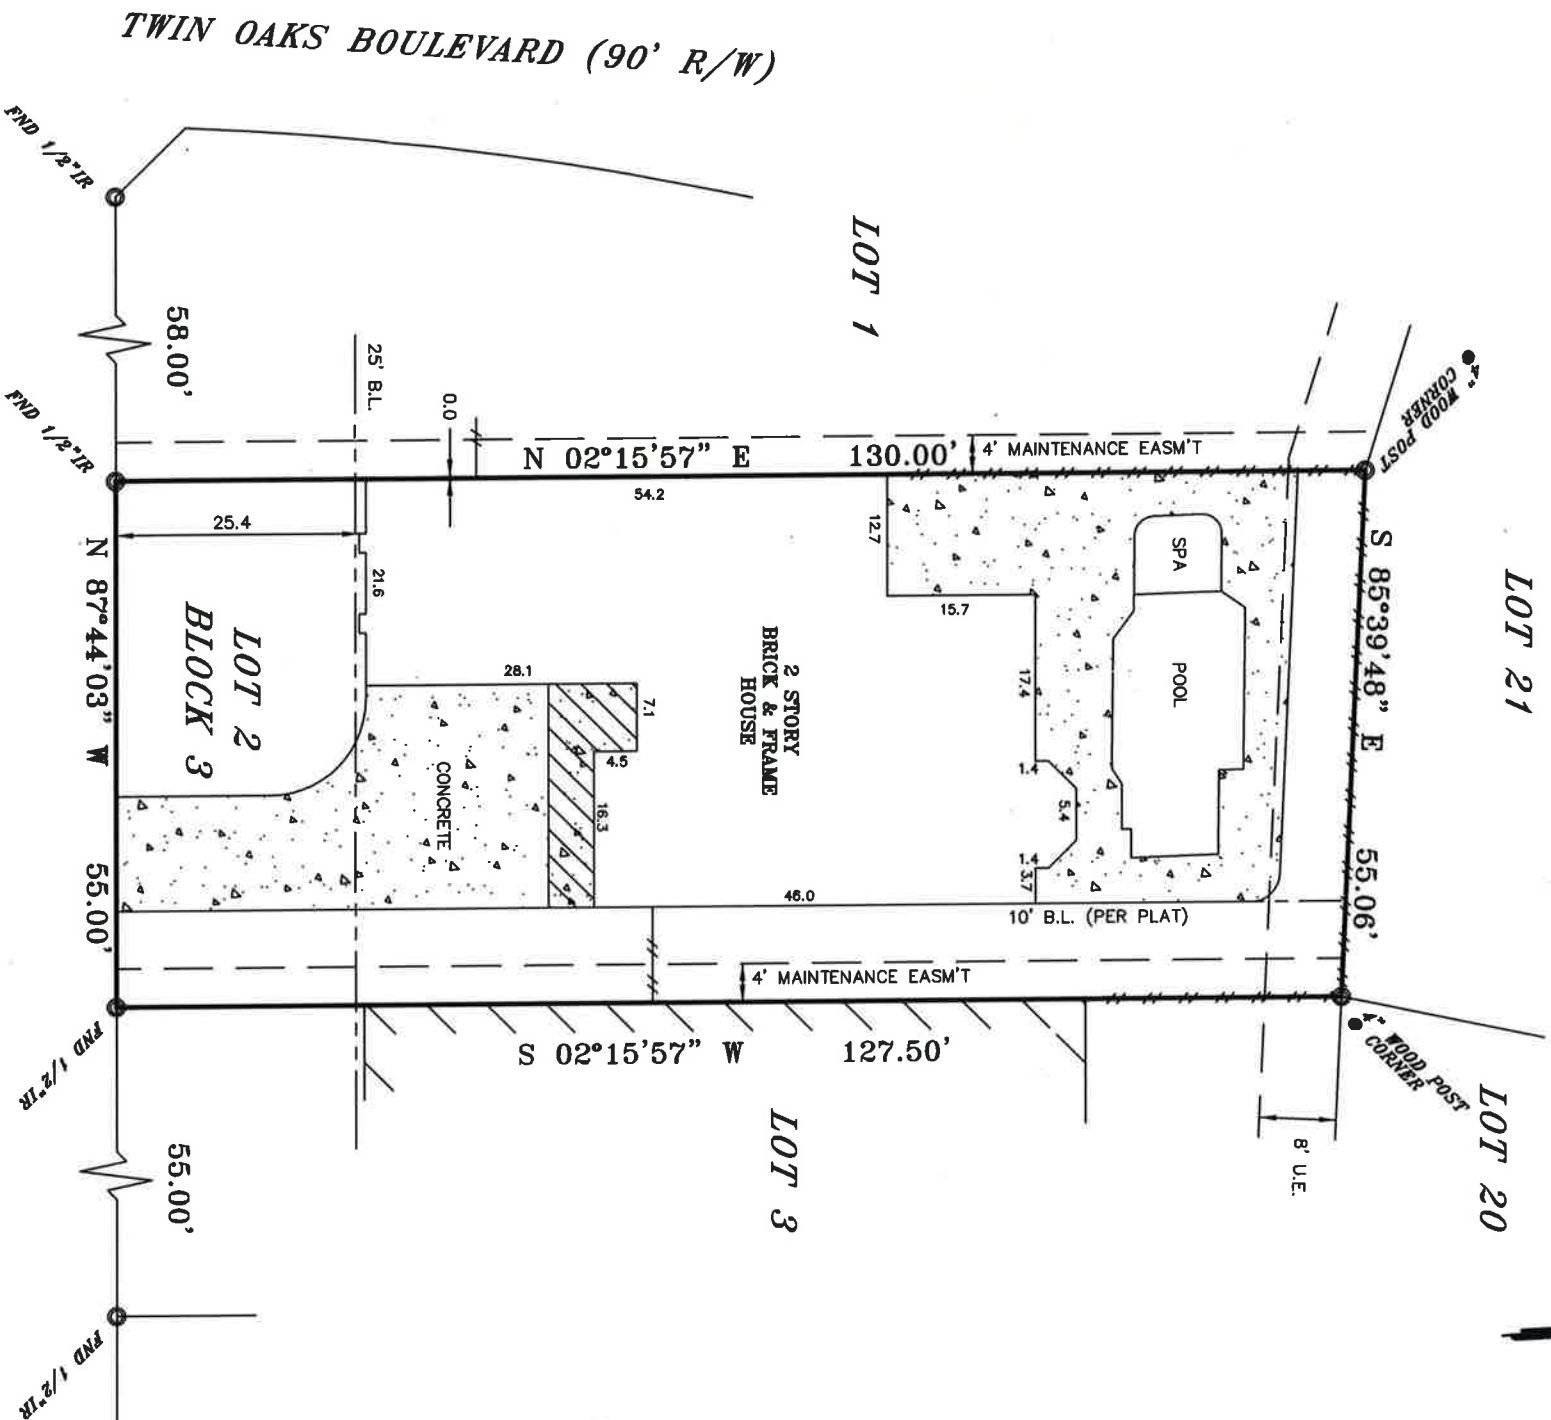 TWIN OAKS BOULEVARD (90' R/W)
FND 1/2"IR
58.00'
LOT 1
4" WOOD POST
CORNER
25' B.L.
0.0
FND 1/2"IR
N 02°15'57" E 130.00'
4' MAINTENANCE EASM'T
54.2
25.4
12.7
SPA
S 85°39'48" E 55.06'
LOT 21
21.6
15.7
N 87°44'03" W 55.00'
LOT 2
BLOCK 3
28.1
7.1
4.5
16.3
2 STORY
BRICK & FRAME
HOUSE
17.4
POOL
1.4
5.4
1.4
3.7
CONCRETE
46.0
10' B.L. (PER PLAT)
4' MAINTENANCE EASM'T
FND 1/2"IR
S 02°15'57" W 127.50'
4" WOOD POST
CORNER
8' U.E.
LOT 20
LOT 3
55.00'
FND 1/2"IR